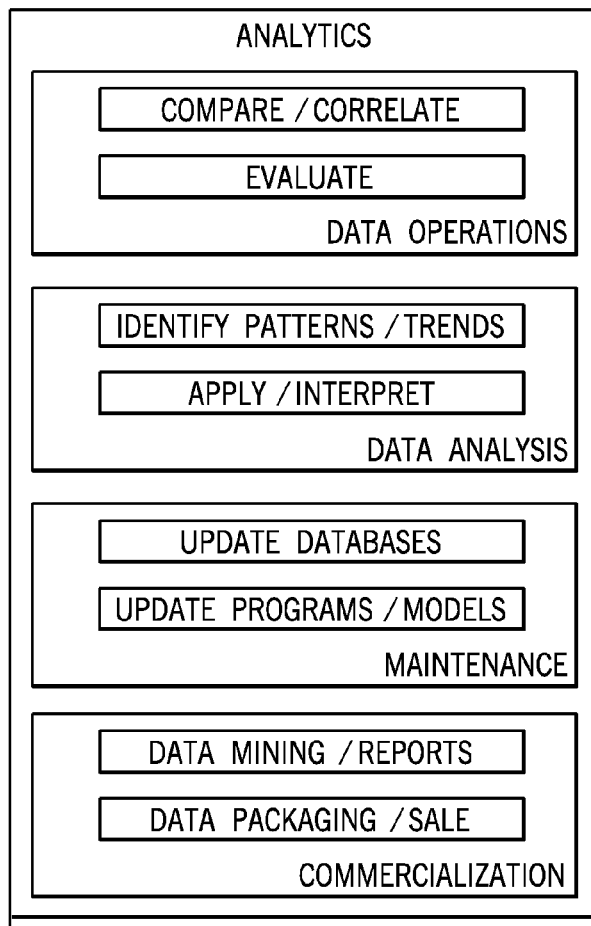 ANALYTICS
COMPARE / CORRELATE
EVALUATE
DATA OPERATIONS
IDENTIFY PATTERNS / TRENDS
APPLY / INTERPRET
DATA ANALYSIS
UPDATE DATABASES
UPDATE PROGRAMS / MODELS
MAINTENANCE
DATA MINING / REPORTS
DATA PACKAGING / SALE
COMMERCIALIZATION